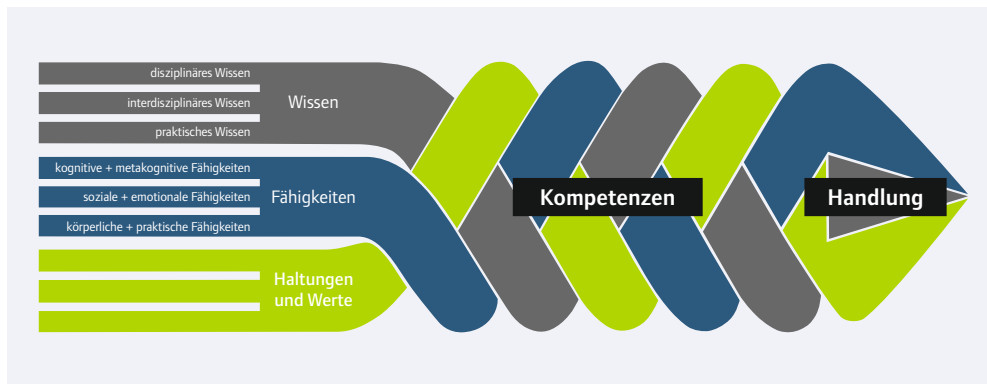 disziplinäres Wissen
interdisziplinäres Wissen
praktisches Wissen
Wissen
kognitive + metakognitive Fähigkeiten
soziale + emotionale Fähigkeiten
körperliche + praktische Fähigkeiten
Fähigkeiten
Haltungen
und Werte
Kompetenzen
Handlung